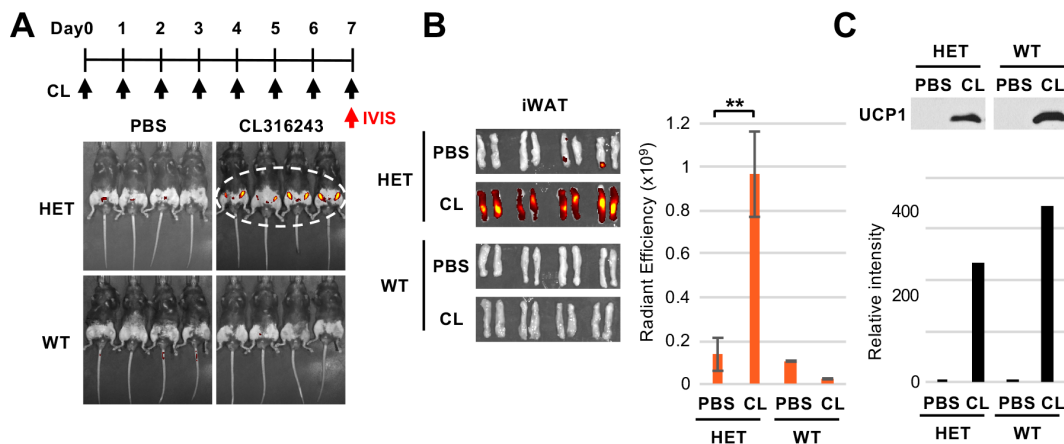 A
Day0 1 2 3 4 5 6 7
CL
IVIS
PBS CL316243
HET
WT
B
iWAT
HET
PBS
CL
WT
PBS
CL
**
Radiant Efficiency (x10⁹)
1.2
1
0.8
0.6
0.4
0.2
0
PBS CL PBS CL
HET WT
C
HET WT
PBS CL PBS CL
UCP1
Relative intensity
400
200
0
PBS CL PBS CL
HET WT